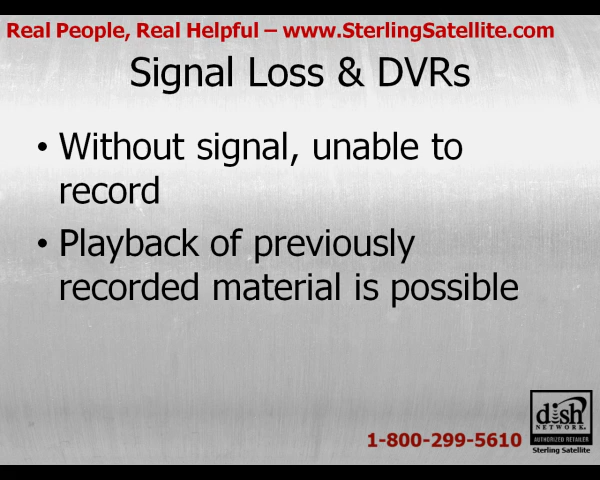 Real People, Real Helpful – www.SterlingSatellite.com
Signal Loss & DVRs
• Without signal, unable to
record
• Playback of previously
recorded material is possible
1-800-299-5610
dish
NETWORK.
AUTHORIZED RETAILER
Sterling Satellite